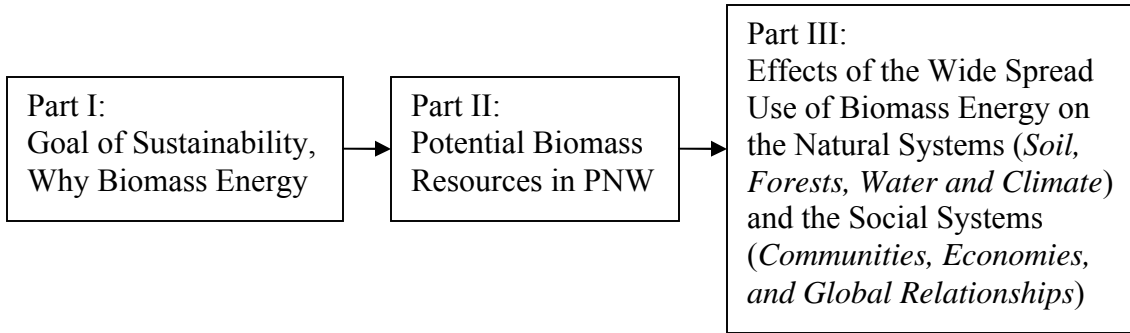 Part I:
Goal of Sustainability,
Why Biomass Energy
Part II:
Potential Biomass
Resources in PNW
Part III:
Effects of the Wide Spread
Use of Biomass Energy on
the Natural Systems (Soil,
Forests, Water and Climate)
and the Social Systems
(Communities, Economies,
and Global Relationships)